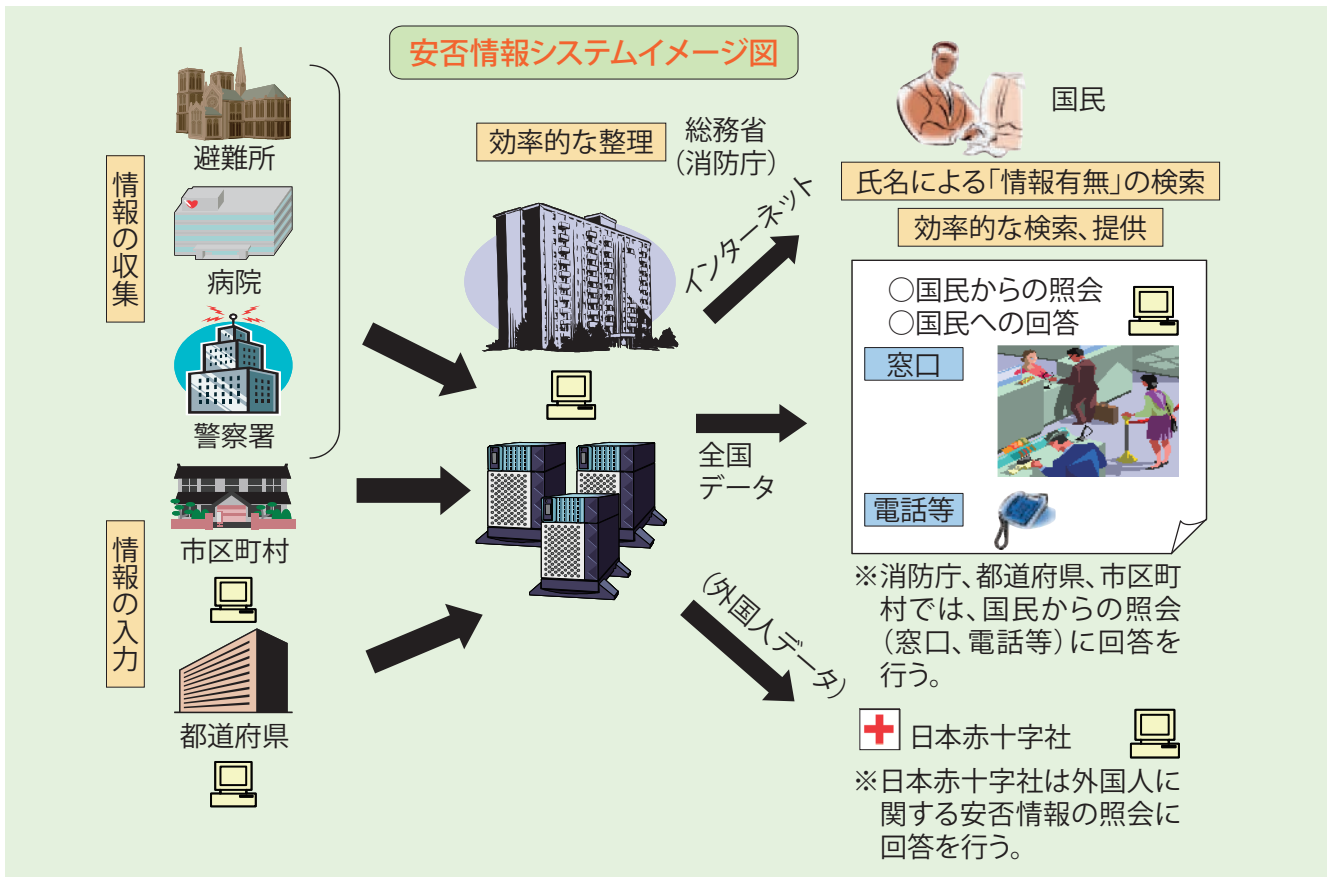 安否情報システムイメージ図
情報の収集
避難所
病院
警察署
情報の入力
市区町村
都道府県
効率的な整理
総務省
(消防庁)
インターネット
全国
データ
(外国人データ)
国民
氏名による「情報有無」の検索
効率的な検索、提供
○国民からの照会
○国民への回答
窓口
電話等
※消防庁、都道府県、市区町
村では、国民からの照会
(窓口、電話等)に回答を
行う。
日本赤十字社
※日本赤十字社は外国人に
関する安否情報の照会に
回答を行う。